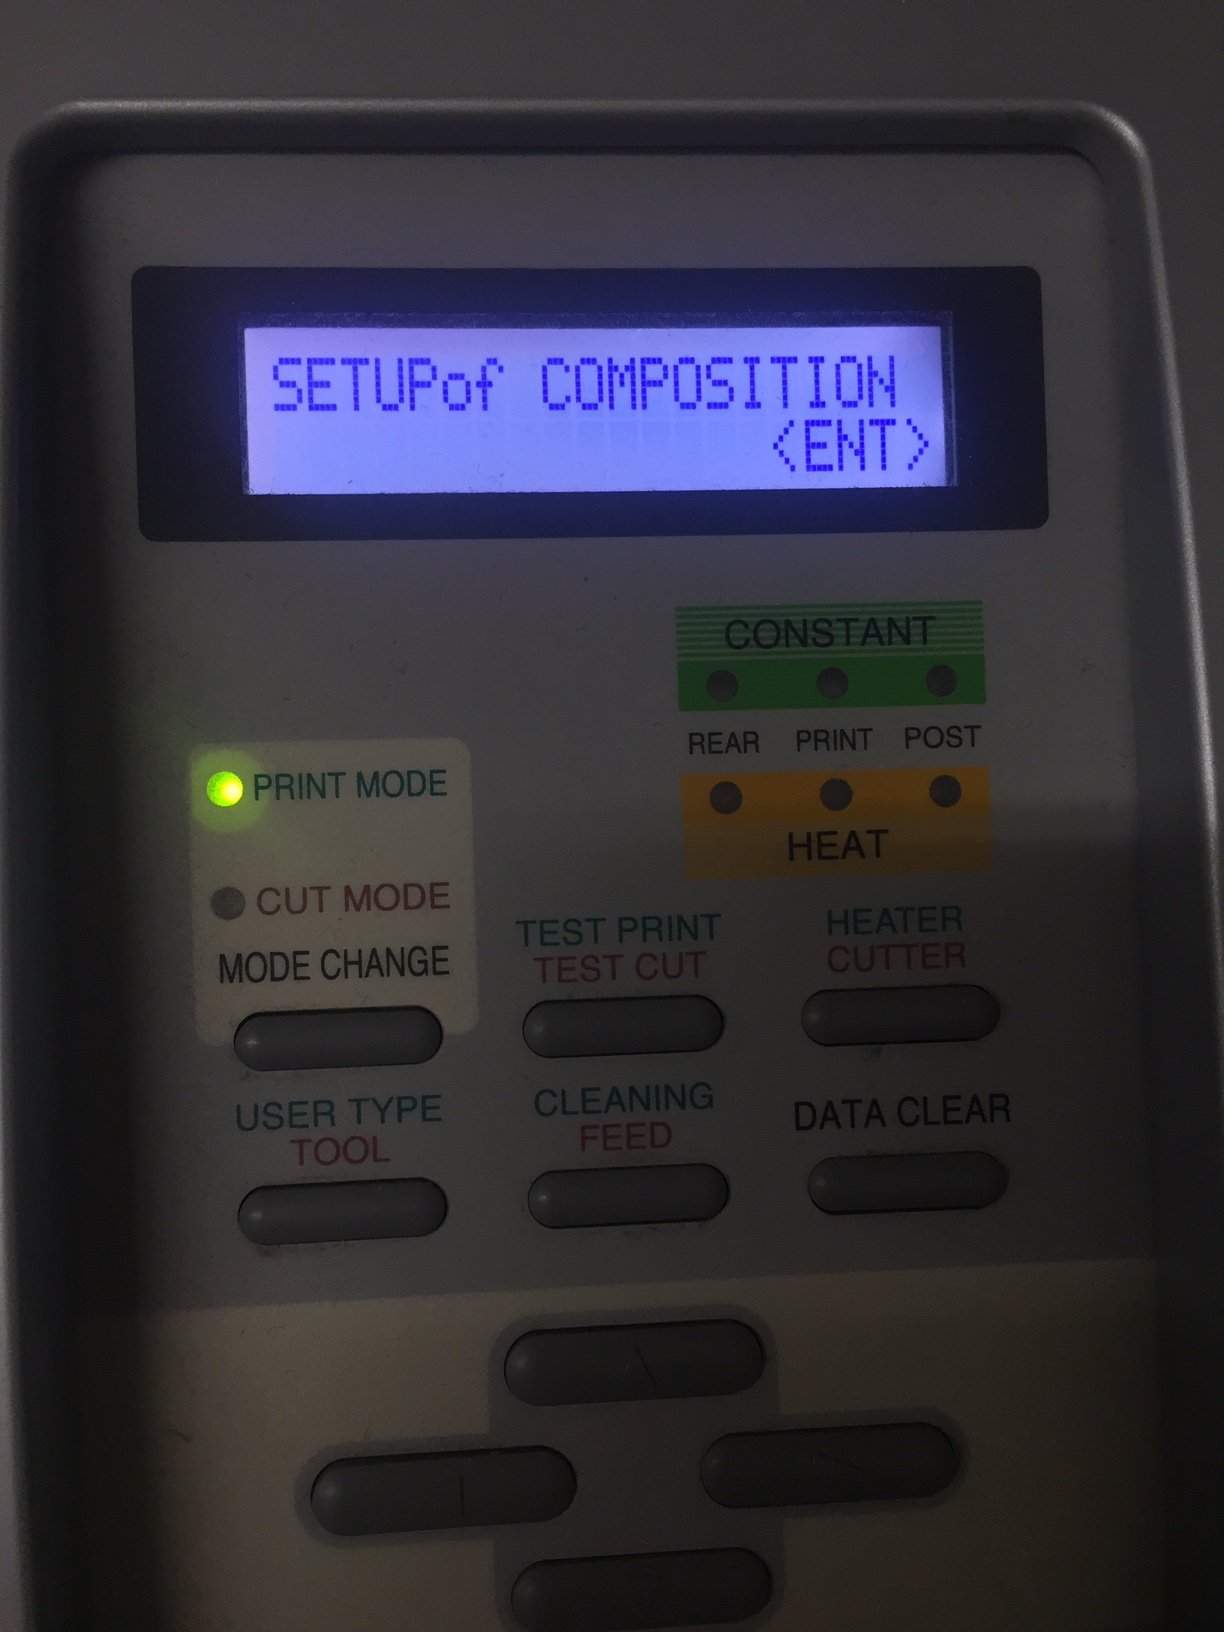 SETUPof COMPOSITION
<ENT>
CONSTANT
REAR PRINT POST
HEAT
PRINT MODE
CUT MODE
MODE CHANGE
TEST PRINT
TEST CUT
HEATER
CUTTER
USER TYPE
TOOL
CLEANING
FEED
DATA CLEAR